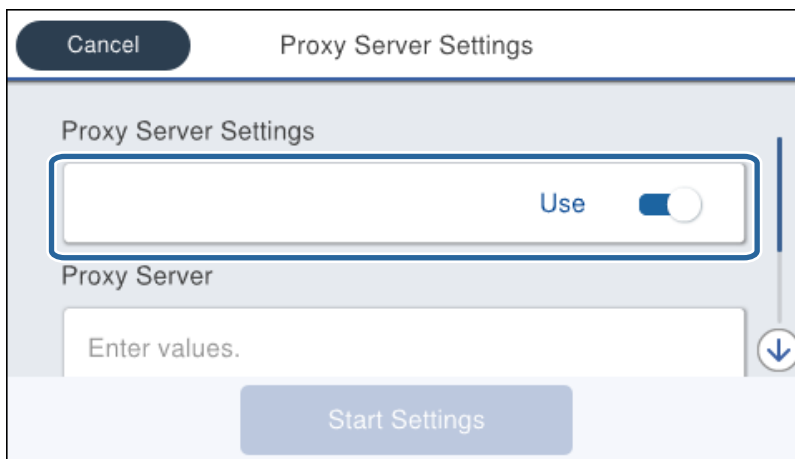 Cancel
Proxy Server Settings
Proxy Server Settings
Use
Proxy Server
Enter values.
Start Settings